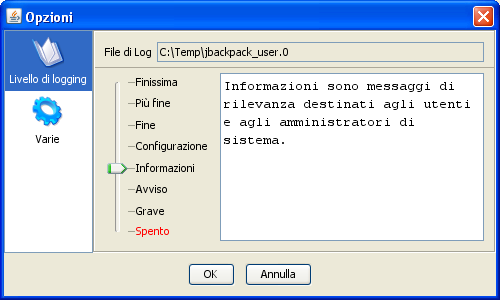 Opzioni
Livello di logging
Varie
File di Log C:\Temp\jbackpack_user.0
Finissima
Più fine
Fine
Configurazione
Informazioni
Avviso
Grave
Spento
Informazioni sono messaggi di
rilevanza destinati agli utenti
e agli amministratori di
sistema.
OK Annulla